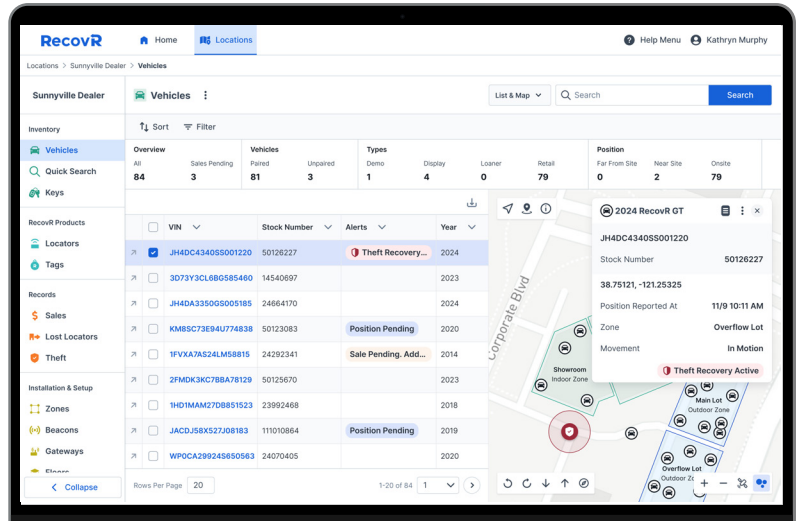 RecovR
Home
Locations
Help Menu
Kathryn Murphy
Locations > Sunnyville Dealer > Vehicles
Sunnyville Dealer
Vehicles
List & Map
Search
Search
Inventory
Vehicles
Quick Search
Keys
RecovR Products
Locators
Tags
Records
Sales
Lost Locators
Theft
Installation & Setup
Zones
Beacons
Gateways
Floors
Collapse
Sort
Filter
Overview Vehicles Types Position
All Sales Pending Paired Unpaired Demo Display Loaner Retail Far From Site Near Site Onsite
84 3 81 3 1 4 0 79 0 2 79
VIN Stock Number Alerts Year
JH4DC4340SS001220 50126227 Theft Recovery... 2024
3D73Y3CL6BG585460 14540697 2023
JH4DA3350GS005185 24664170 2024
KM8SC73E94U774838 50123083 Position Pending 2020
1FVXA7AS24LM58815 24292341 Sale Pending. Add... 2014
2FMDK3KC7BBA78129 50125670 2023
1HD1MAM27DB851523 23992468 2018
JACDJ58X527J08183 111010864 Position Pending 2019
WP0CA29924S650563 24070405 2020
Rows Per Page 20 1-20 of 84 1
2024 RecovR GT
JH4DC4340SS001220
Stock Number 50126227
38.75121, -121.25325
Position Reported At 11/9 10:11 AM
Zone Overflow Lot
Movement In Motion
Theft Recovery Active
Corporate Blvd
Showroom
Indoor Zone
Main Lot
Outdoor Zone
Overflow Lot
Outdoor Zo